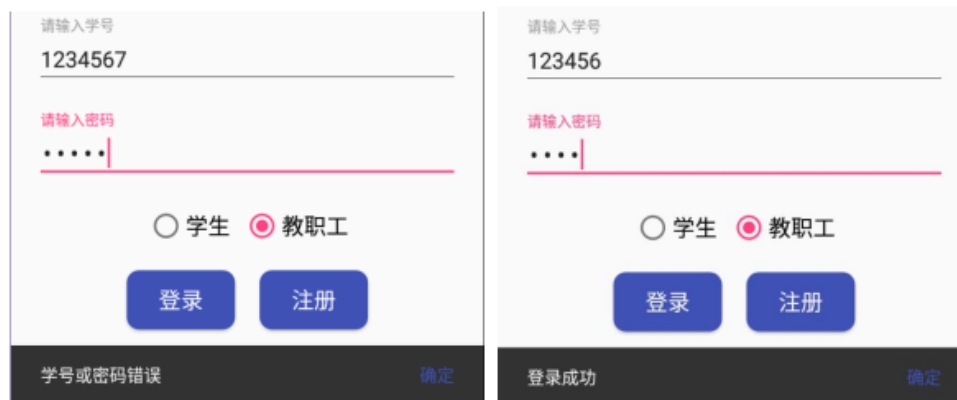 请输入学号
1234567
请输入密码
•••••
学生 教职工
登录 注册
学号或密码错误 确定
请输入学号
123456
请输入密码
••••
学生 教职工
登录 注册
登录成功 确定